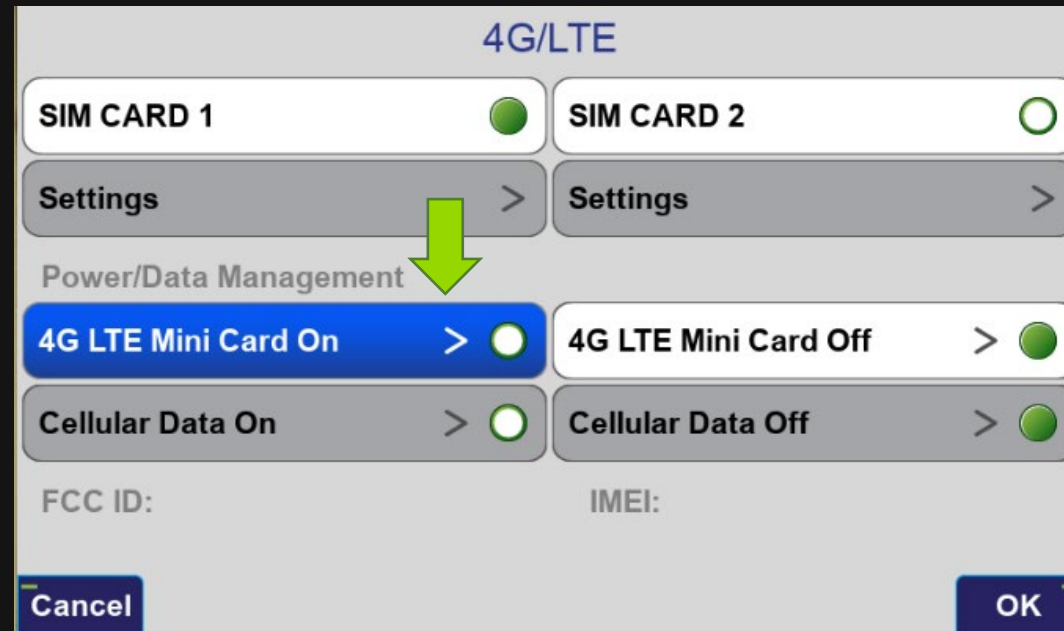 4G/LTE
SIM CARD 1 SIM CARD 2
Settings > Settings >
Power/Data Management
4G LTE Mini Card On > 4G LTE Mini Card Off >
Cellular Data On > Cellular Data Off >
FCC ID: IMEI:
Cancel OK